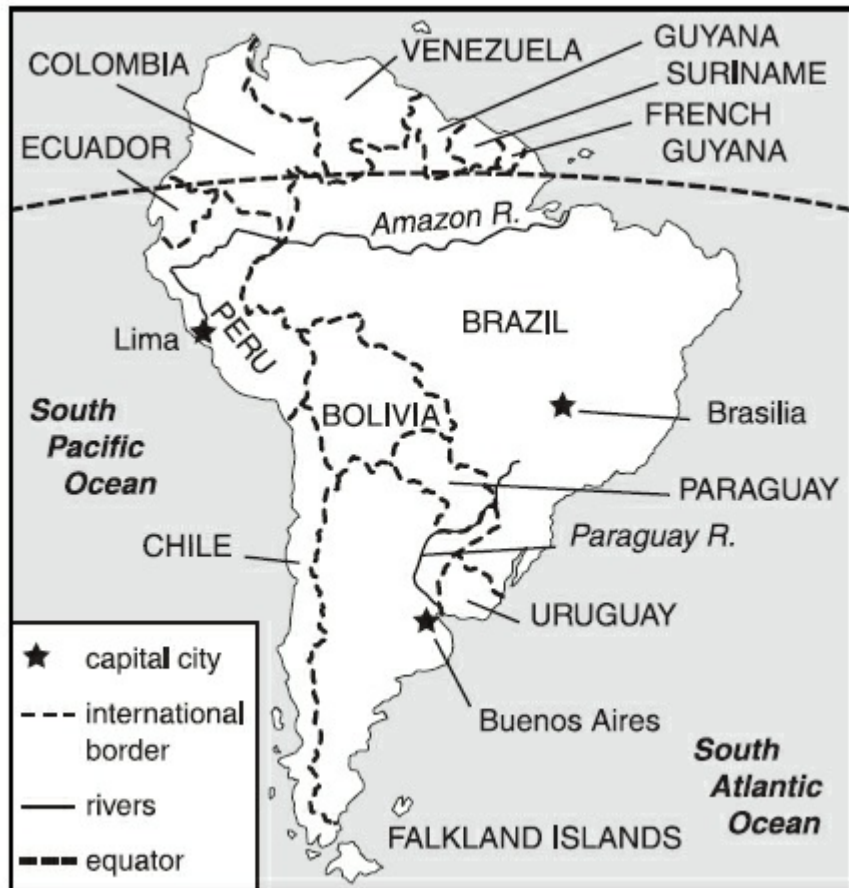 COLOMBIA
VENEZUELA
GUYANA
SURINAME
FRENCH
GUYANA
ECUADOR
Amazon R.
Lima
PERU
BRAZIL
South
Pacific
Ocean
BOLIVIA
Brasilia
PARAGUAY
CHILE
Paraguay R.
URUGUAY
Buenos Aires
South
Atlantic
Ocean
FALKLAND ISLANDS
capital city
international
border
rivers
equator